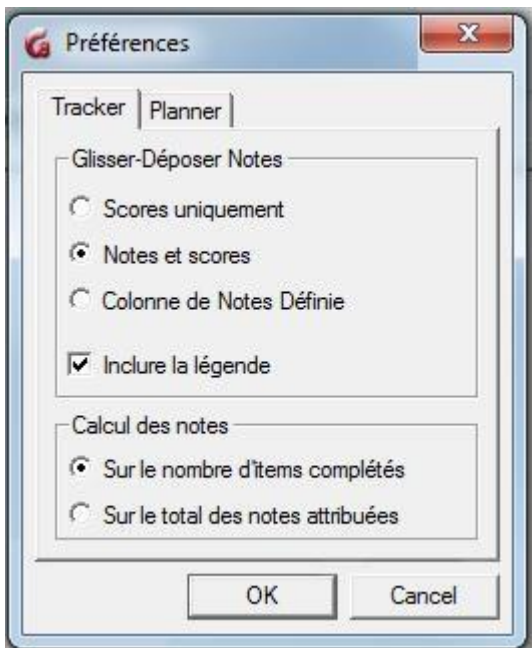 Préférences
Tracker Planner
Glisser-Déposer Notes
Scores uniquement
Notes et scores
Colonne de Notes Définie
Inclure la légende
Calcul des notes
Sur le nombre d'items complétés
Sur le total des notes attribuées
OK Cancel